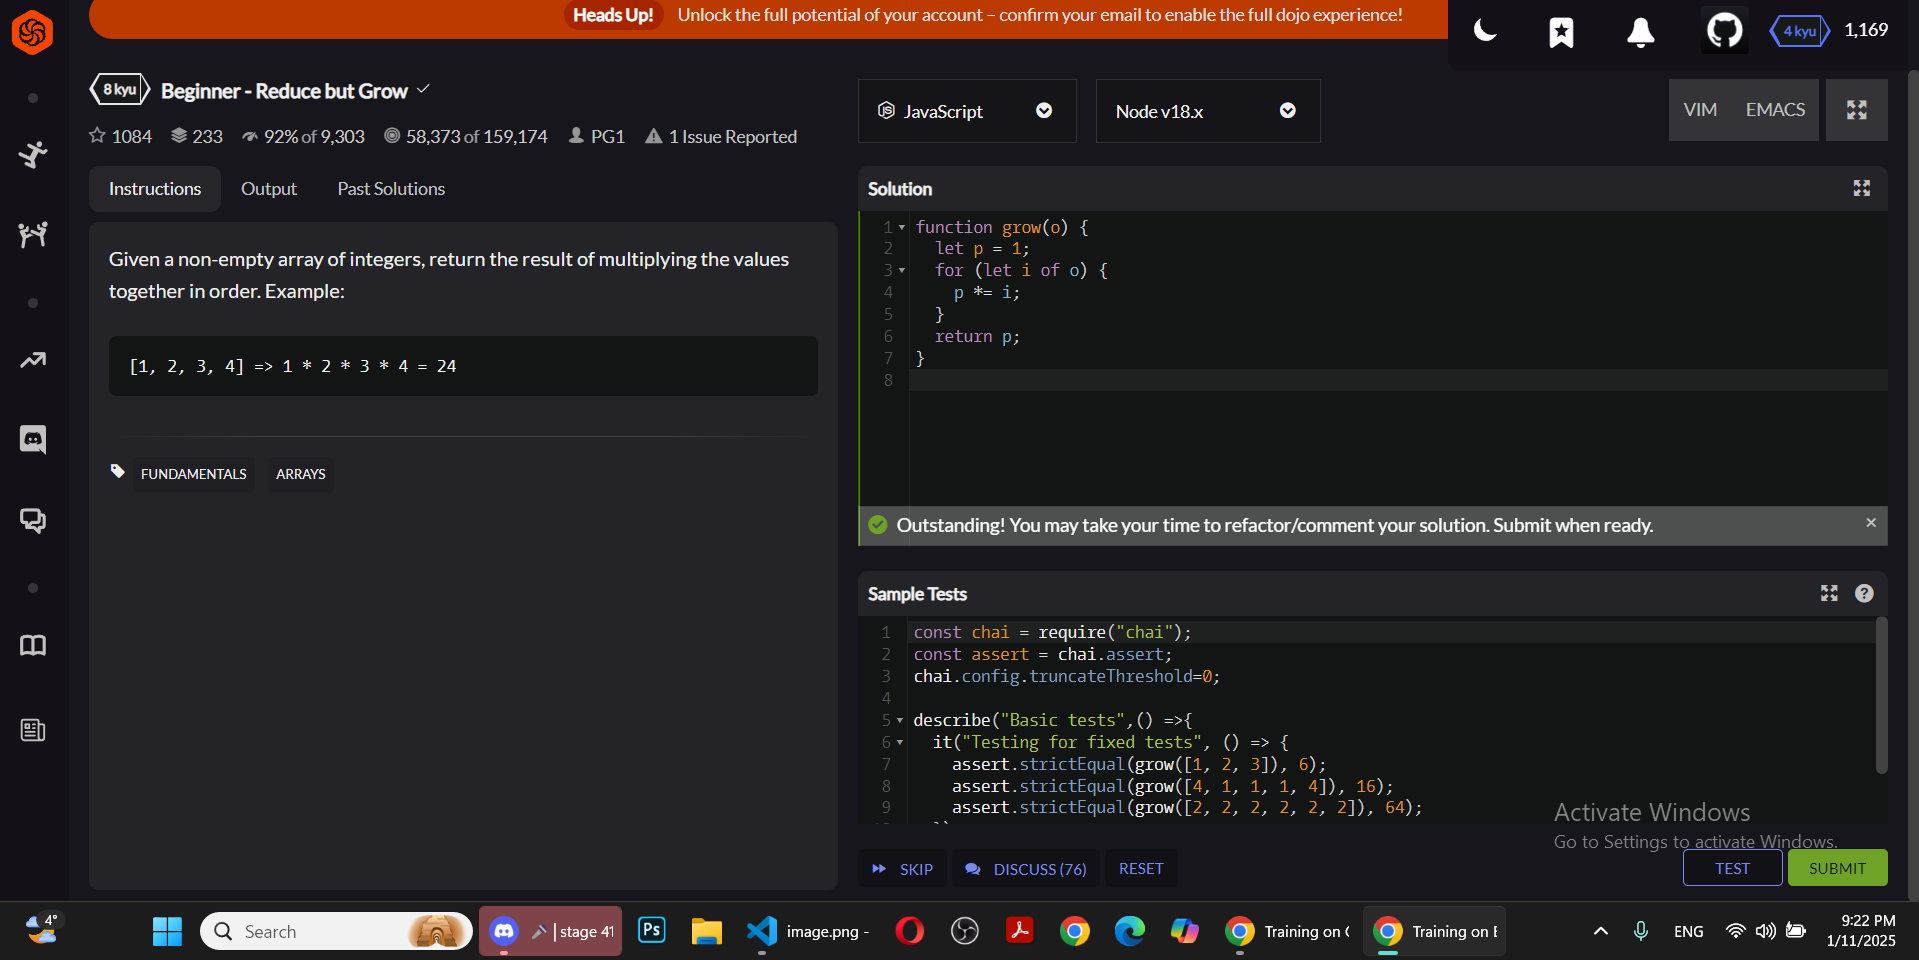 Heads Up! Unlock the full potential of your account – confirm your email to enable the full dojo experience!
4 kyu 1,169
8 kyu Beginner - Reduce but Grow
1084 233 92% of 9,303 58,373 of 159,174 PG1 1 Issue Reported
Instructions Output Past Solutions
Given a non-empty array of integers, return the result of multiplying the values
together in order. Example:
[1, 2, 3, 4] => 1 * 2 * 3 * 4 = 24
FUNDAMENTALS ARRAYS
JavaScript Node v18.x VIM EMACS
Solution
1 function grow(o) {
2 let p = 1;
3 for (let i of o) {
4 p *= i;
5 }
6 return p;
7 }
8
Outstanding! You may take your time to refactor/comment your solution. Submit when ready. ×
Sample Tests
1 const chai = require("chai");
2 const assert = chai.assert;
3 chai.config.truncateThreshold=0;
4
5 describe("Basic tests",() =>{
6 it("Testing for fixed tests", () => {
7 assert.strictEqual(grow([1, 2, 3]), 6);
8 assert.strictEqual(grow([4, 1, 1, 1, 4]), 16);
9 assert.strictEqual(grow([2, 2, 2, 2, 2, 2]), 64);
Activate Windows
Go to Settings to activate Windows.
SKIP DISCUSS (76) RESET TEST SUBMIT
4° Search | stage 41 Ps image.png - Training on Training on ENG 9:22 PM
1/11/2025